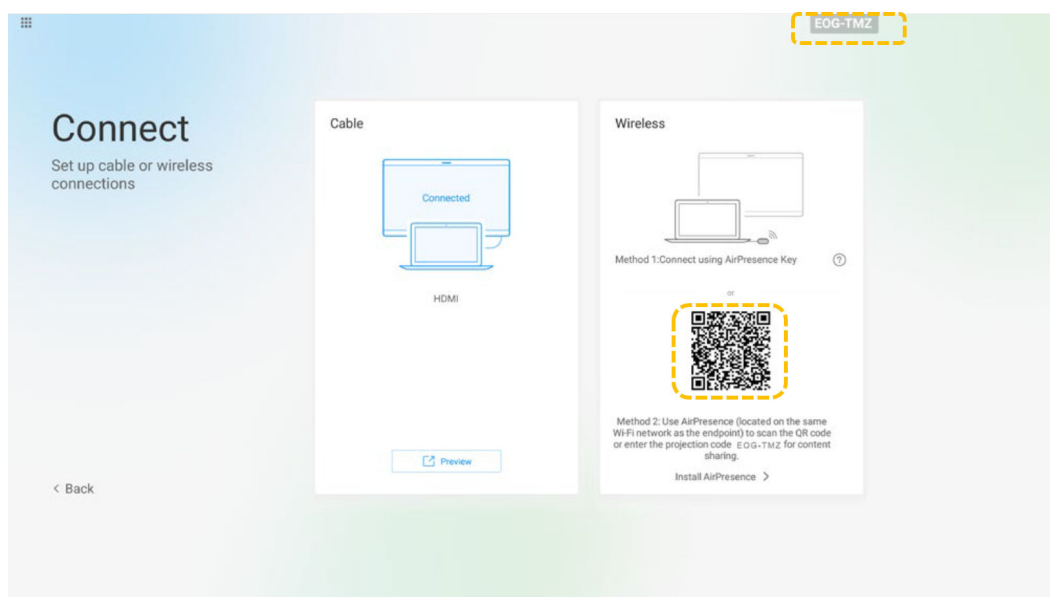 EOG-TMZ
Connect
Set up cable or wireless
connections
Cable
Connected
HDMI
Preview
Wireless
Method 1:Connect using AirPresence Key
?
or
Method 2: Use AirPresence (located on the same
Wi-Fi network as the endpoint) to scan the QR code
or enter the projection code EOG-TMZ for content
sharing.
Install AirPresence >
< Back